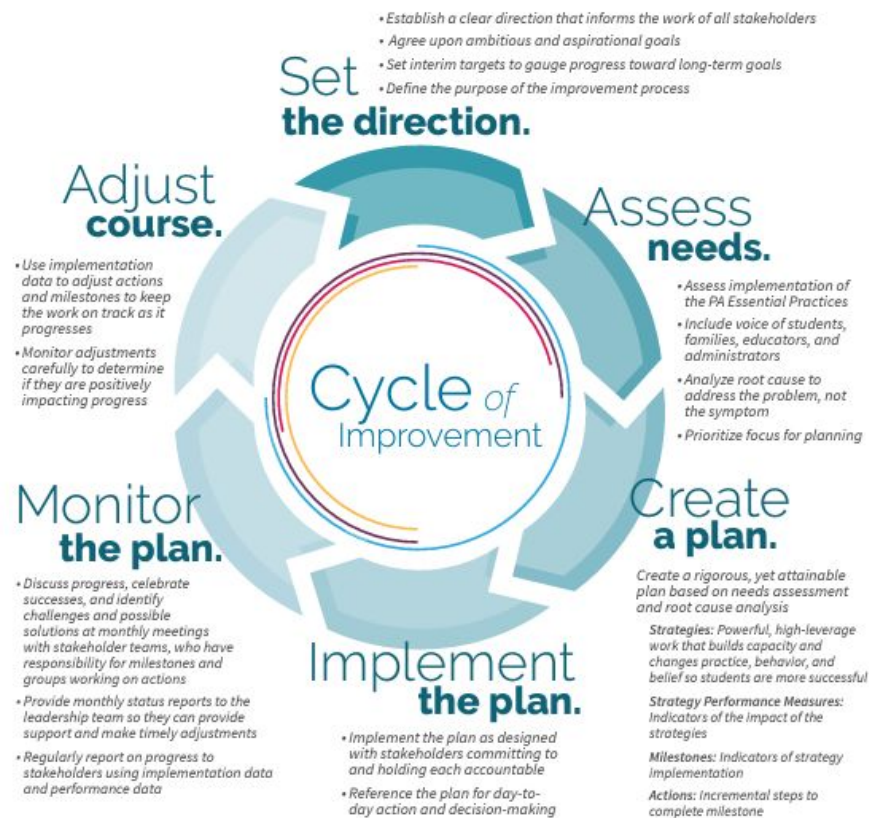 Set
the direction.
• Establish a clear direction that informs the work of all stakeholders
• Agree upon ambitious and aspirational goals
• Set interim targets to gauge progress toward long-term goals
• Define the purpose of the improvement process
Assess
needs.
• Assess implementation of
the PA Essential Practices
• Include voice of students,
families, educators, and
administrators
• Analyze root cause to
address the problem, not
the symptom
• Prioritize focus for planning
Create
a plan.
Create a rigorous, yet attainable
plan based on needs assessment
and root cause analysis
Strategies: Powerful, high-leverage
work that builds capacity and
changes practice, behavior, and
belief so students are more successful
Strategy Performance Measures:
Indicators of the impact of the
strategies
Milestones: Indicators of strategy
implementation
Actions: Incremental steps to
complete milestone
Implement
the plan.
• Implement the plan as designed
with stakeholders committing to
and holding each accountable
• Reference the plan for day-to-
day action and decision-making
Monitor
the plan.
• Discuss progress, celebrate
successes, and identify
challenges and possible
solutions at monthly meetings
with stakeholder teams, who have
responsibility for milestones and
groups working on actions
• Provide monthly status reports to the
leadership team so they can provide
support and make timely adjustments
• Regularly report on progress to
stakeholders using implementation data
and performance data
Adjust
course.
• Use implementation
data to adjust actions
and milestones to keep
the work on track as it
progresses
• Monitor adjustments
carefully to determine
if they are positively
impacting progress
Cycle of
Improvement